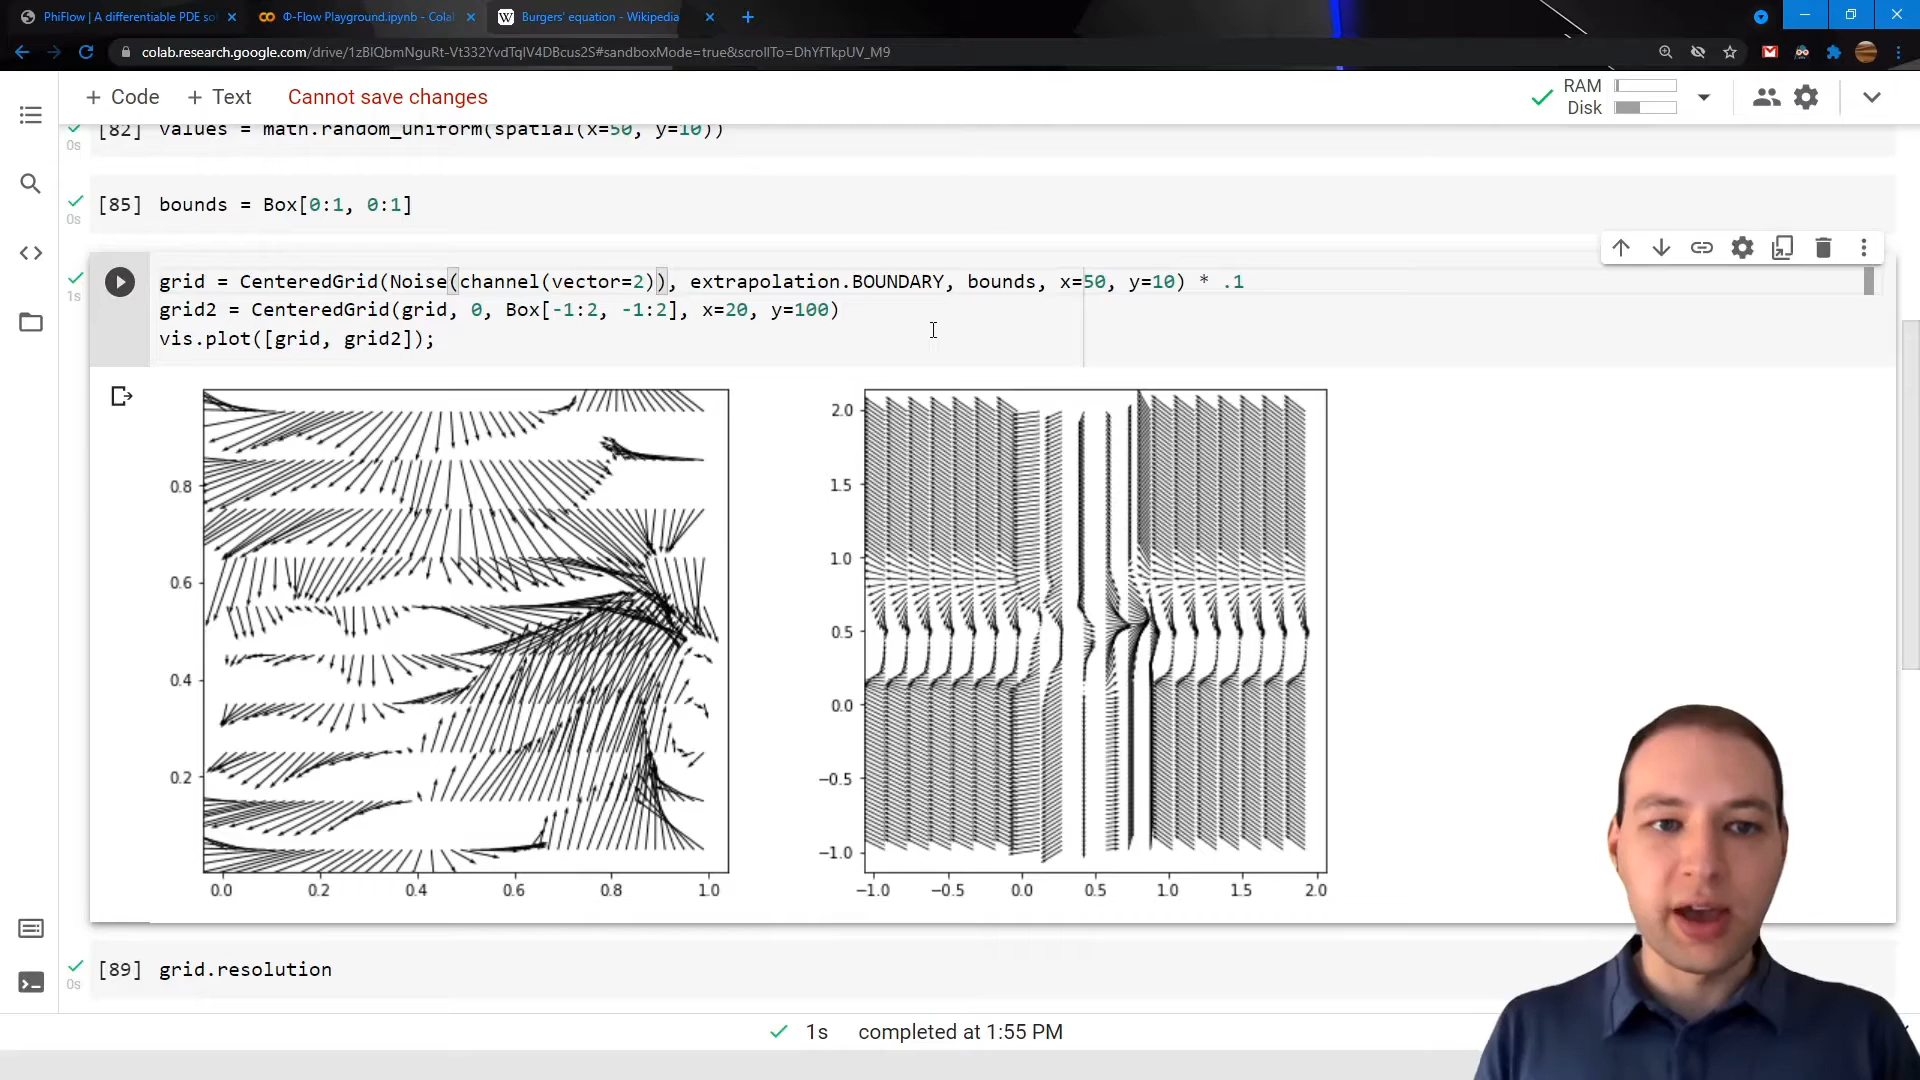 PhiFlow | A differentiable PDE so
Φ-Flow Playground.ipynb - Colab
W Burgers' equation - Wikipedia
colab.research.google.com/drive/1zBlQbmNguRt-Vt332YvdTqIV4DBcus2S#sandboxMode=true&scrollTo=DhYfTkpUV_M9
+ Code + Text Cannot save changes
RAM
Disk
[82] values = math.random_uniform(spatial(x=50, y=10))
0s
[85] bounds = Box[0:1, 0:1]
0s
grid = CenteredGrid(Noise(channel(vector=2)), extrapolation.BOUNDARY, bounds, x=50, y=10) * .1
1s
grid2 = CenteredGrid(grid, 0, Box[-1:2, -1:2], x=20, y=100)
vis.plot([grid, grid2]);
0.8
0.6
0.4
0.2
0.0 0.2 0.4 0.6 0.8 1.0
2.0
1.5
1.0
0.5
0.0
−0.5
−1.0
−1.0 −0.5 0.0 0.5 1.0 1.5 2.0
[89] grid.resolution
0s
1s completed at 1:55 PM